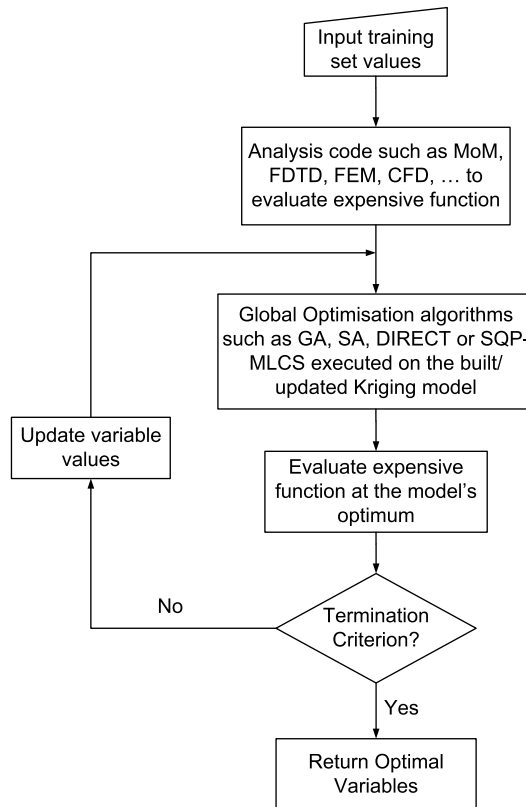 Input training
set values
Analysis code such as MoM,
FDTD, FEM, CFD, … to
evaluate expensive function
Global Optimisation algorithms
such as GA, SA, DIRECT or SQP-
MLCS executed on the built/
updated Kriging model
Update variable
values
Evaluate expensive
function at the model's
optimum
No
Termination
Criterion?
Yes
Return Optimal
Variables